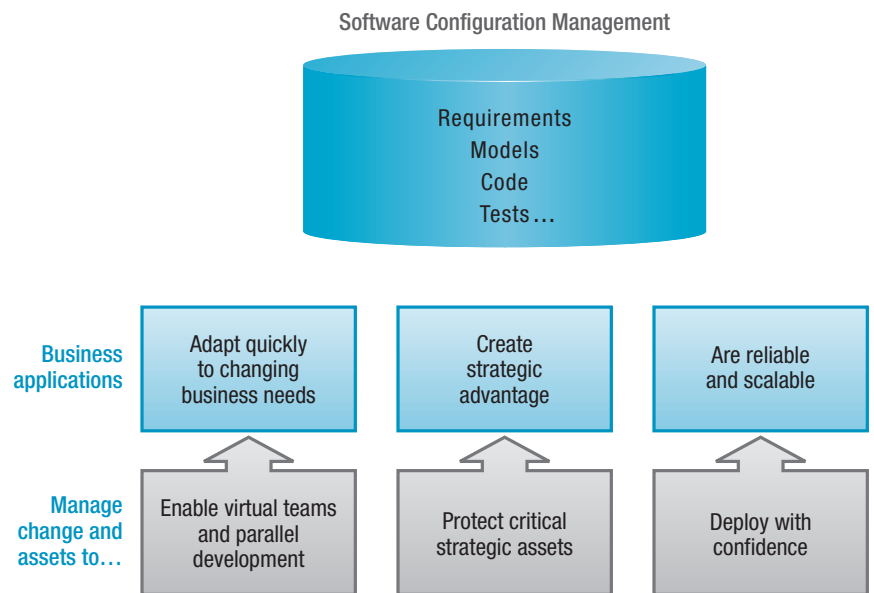 Software Configuration Management
Requirements
Models
Code
Tests...
Business
applications
Adapt quickly
to changing
business needs
Create
strategic
advantage
Are reliable
and scalable
Manage
change and
assets to...
Enable virtual teams
and parallel
development
Protect critical
strategic assets
Deploy with
confidence